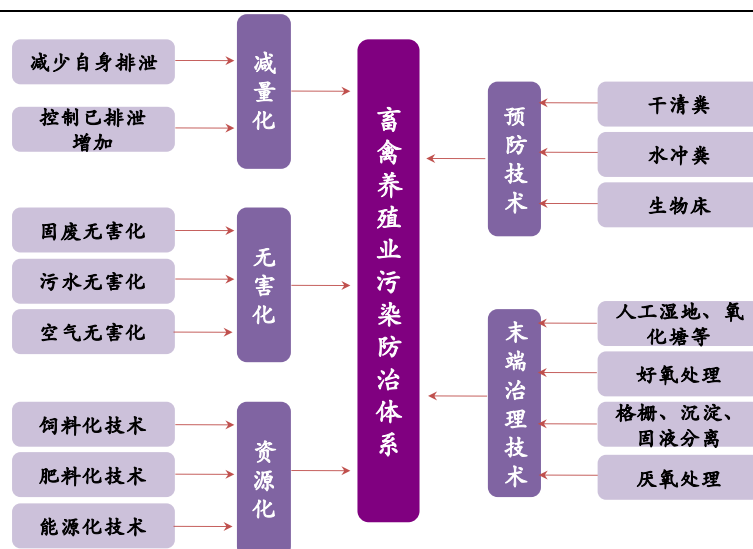 减少自身排泄
控制已排泄
增加
减量化
固废无害化
污水无害化
空气无害化
无害化
饲料化技术
肥料化技术
能源化技术
资源化
畜禽养殖业污染防治体系
预防技术
干清粪
水冲粪
生物床
末端治理技术
人工湿地、氧
化塘等
好氧处理
格栅、沉淀、
固液分离
厌氧处理